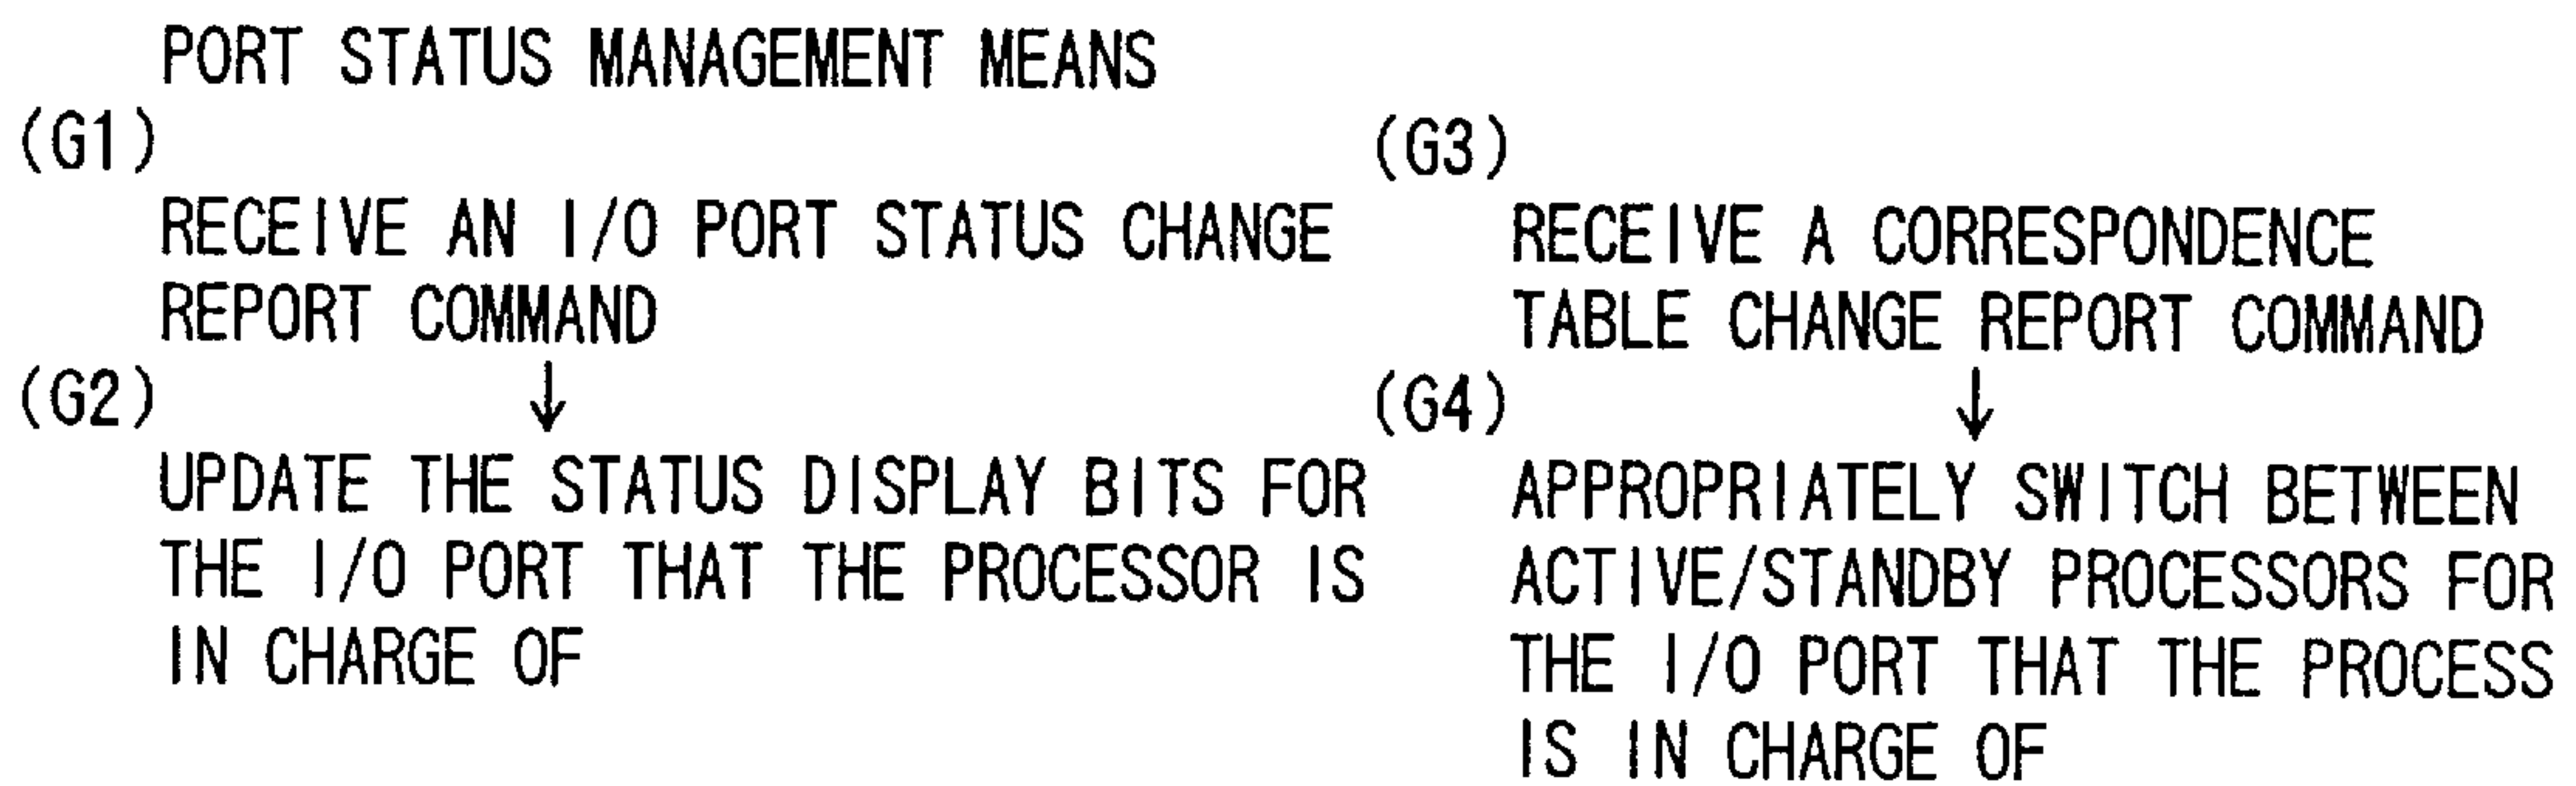 PORT STATUS MANAGEMENT MEANS
(G1)
RECEIVE AN I/O PORT STATUS CHANGE
REPORT COMMAND
(G2)
↓
UPDATE THE STATUS DISPLAY BITS FOR
THE I/O PORT THAT THE PROCESSOR IS
IN CHARGE OF
(G3)
RECEIVE A CORRESPONDENCE
TABLE CHANGE REPORT COMMAND
(G4)
↓
APPROPRIATELY SWITCH BETWEEN
ACTIVE/STANDBY PROCESSORS FOR
THE I/O PORT THAT THE PROCESS
IS IN CHARGE OF